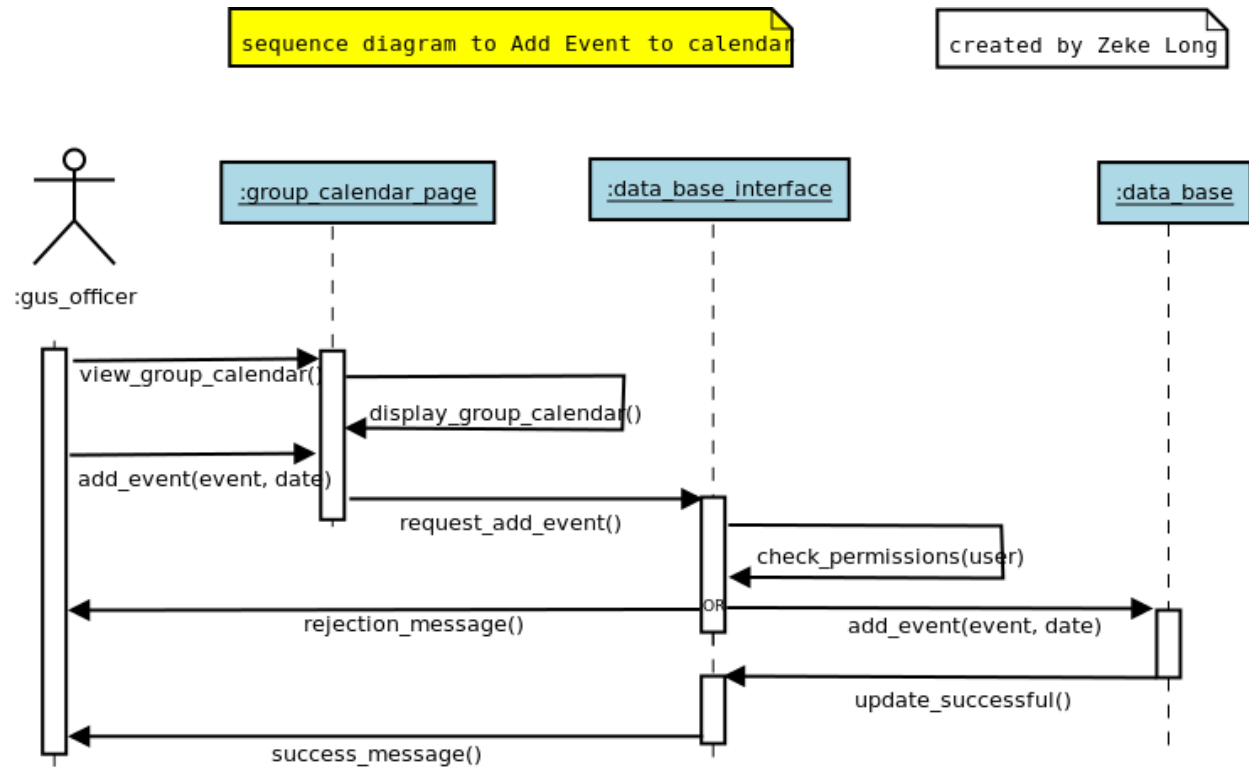 sequence diagram to Add Event to calendar
created by Zeke Long
:group_calendar_page
:data_base_interface
:data_base
:gus_officer
view_group_calendar()
display_group_calendar()
add_event(event, date)
request_add_event()
check_permissions(user)
OR
rejection_message()
add_event(event, date)
update_successful()
success_message()